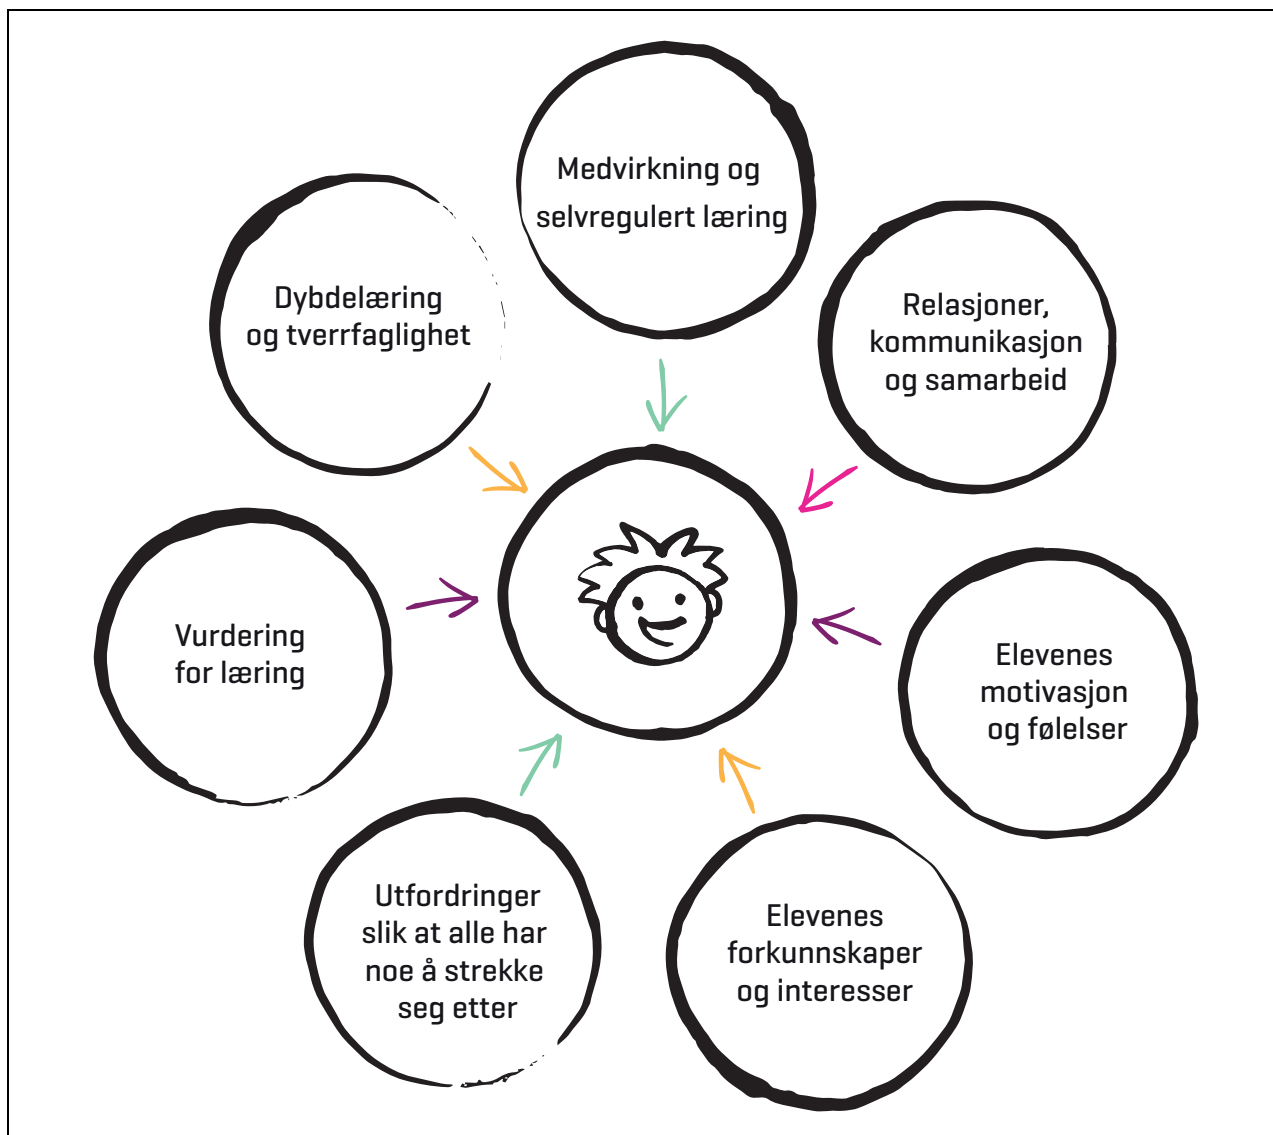 Medvirkning og
selvregulert læring
Relasjoner,
kommunikasjon
og samarbeid
Elevenes
motivasjon
og følelser
Elevenes
forkunnskaper
og interesser
Utfordringer
slik at alle har
noe å strekke
seg etter
Vurdering
for læring
Dybdelæring
og tverrfaglighet